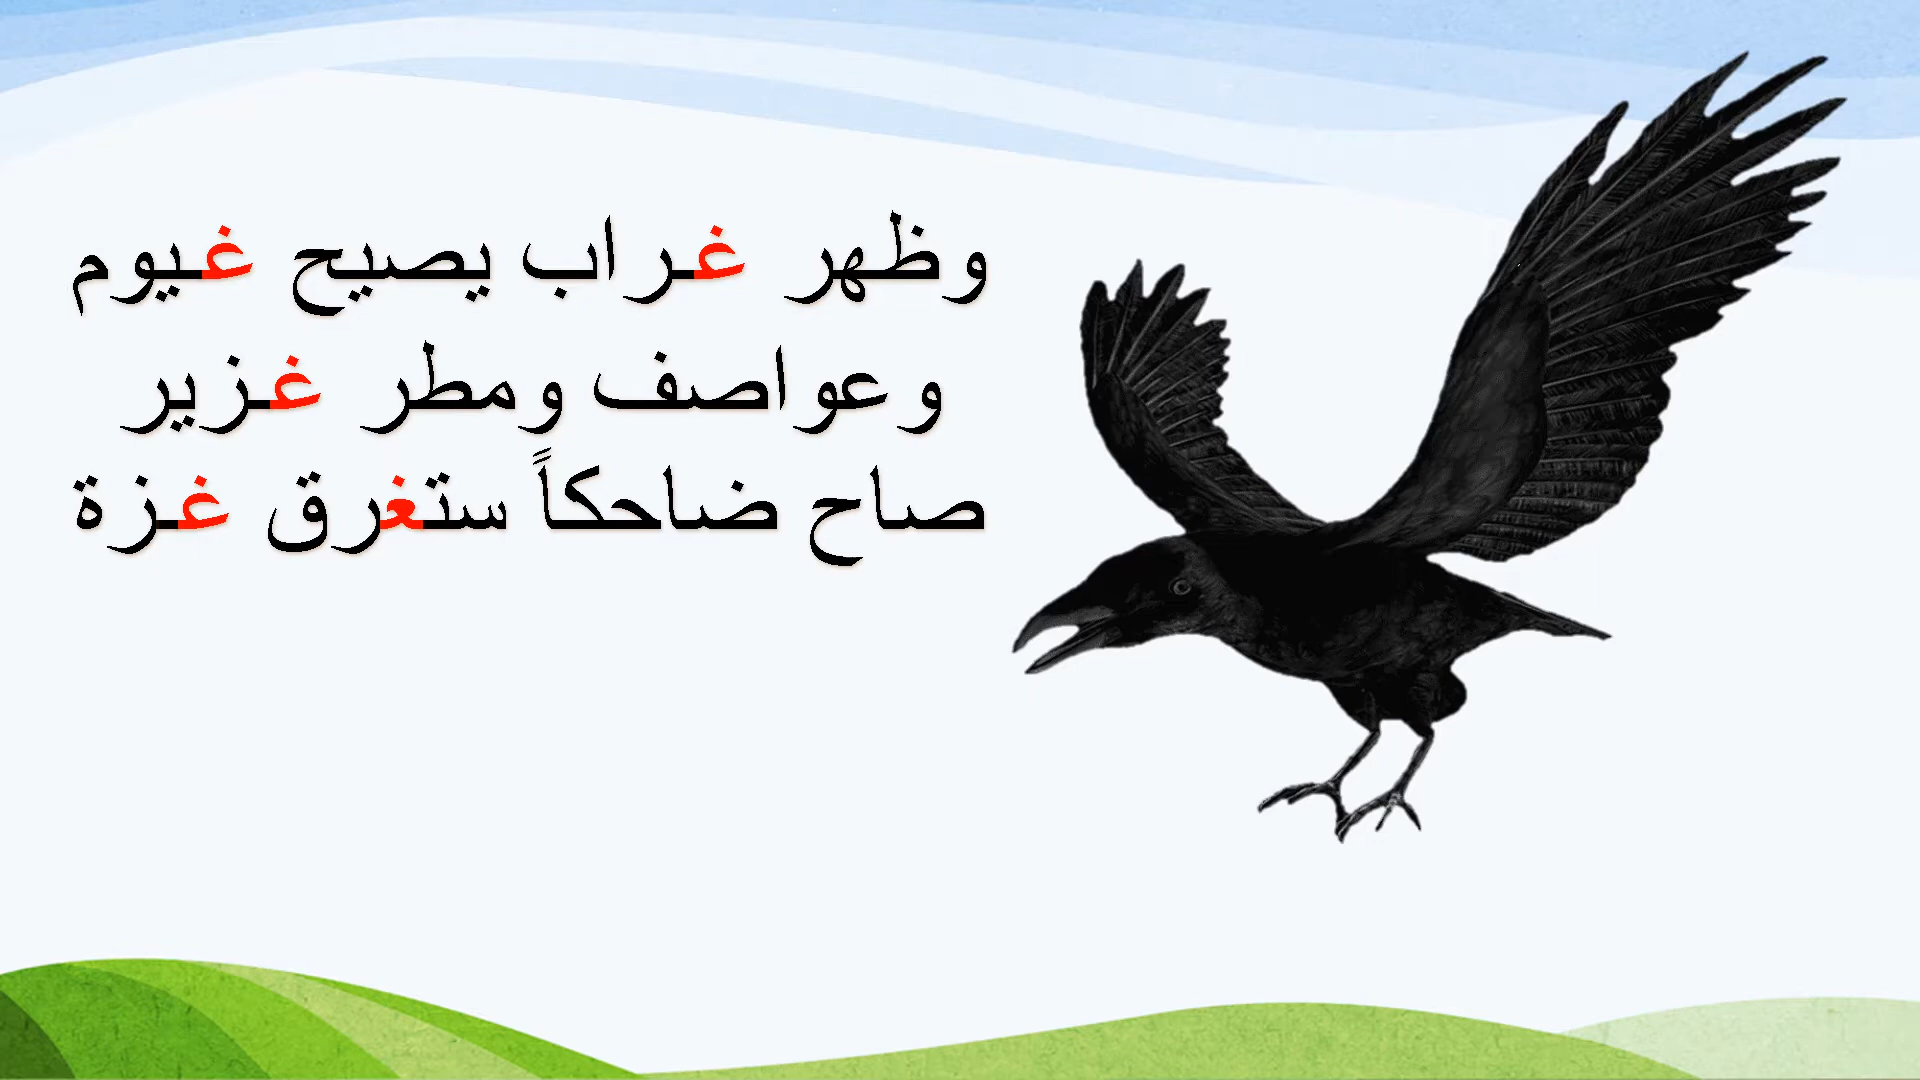 وظهر غراب يصيح غيوم
وعواصف ومطر غزير
صاح ضاحكاً ستغرق غزة